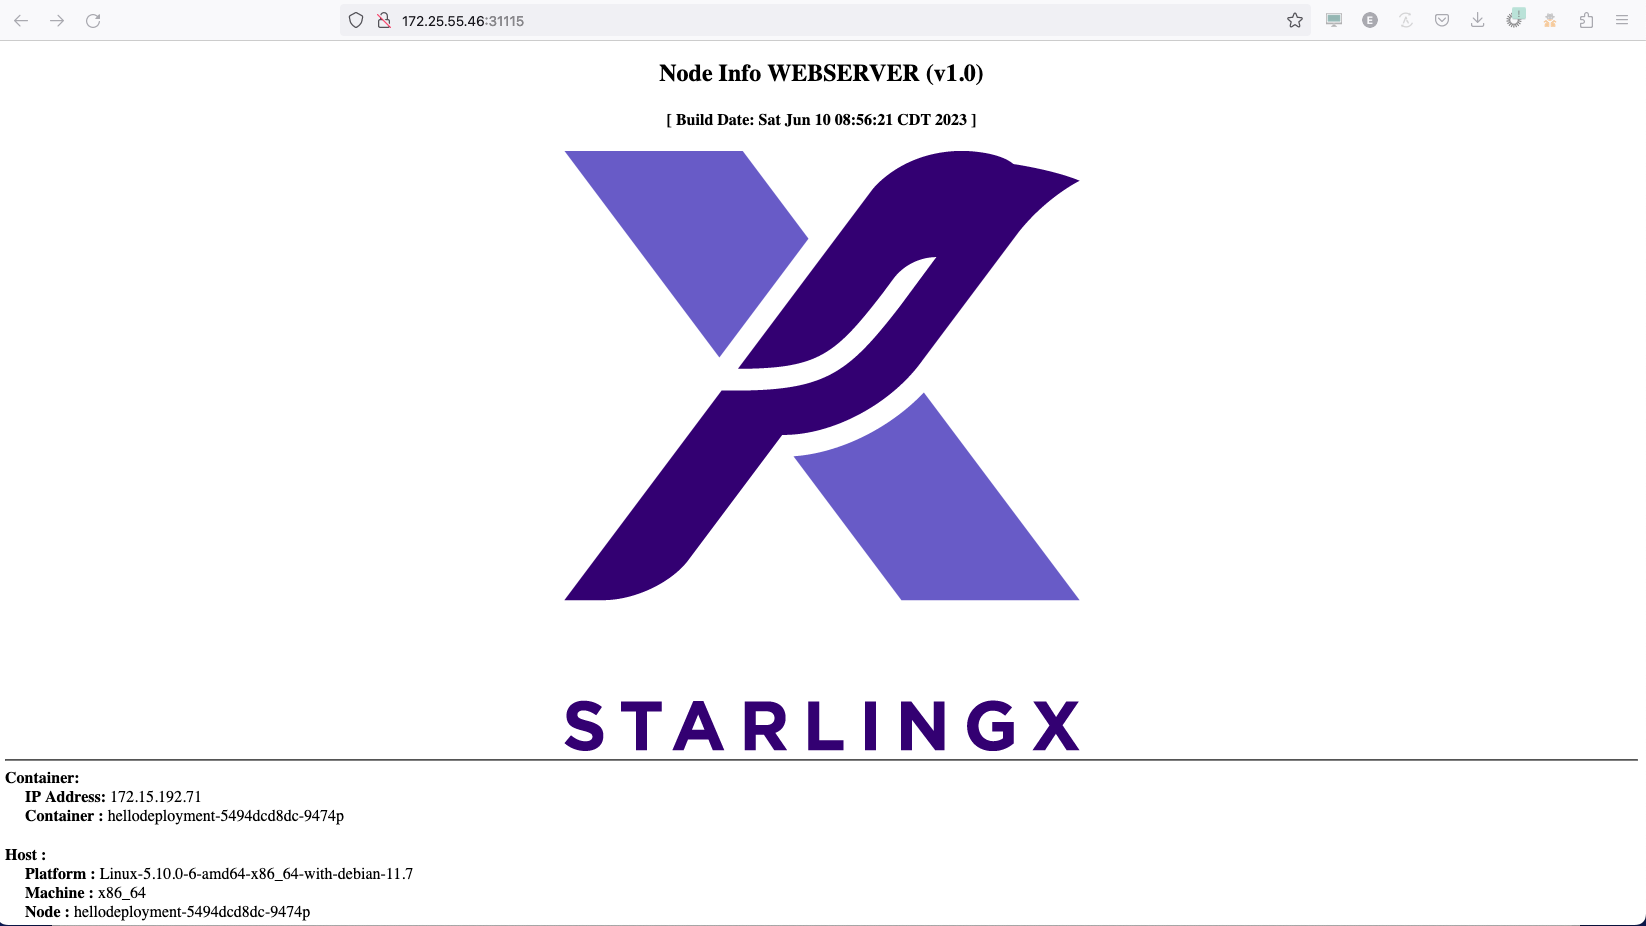 172.25.55.46:31115
E
Node Info WEBSERVER (v1.0)
[ Build Date: Sat Jun 10 08:56:21 CDT 2023 ]
STARLINGX
Container:
IP Address: 172.15.192.71
Container : hellodeployment-5494dcd8dc-9474p
Host :
Platform : Linux-5.10.0-6-amd64-x86_64-with-debian-11.7
Machine : x86_64
Node : hellodeployment-5494dcd8dc-9474p